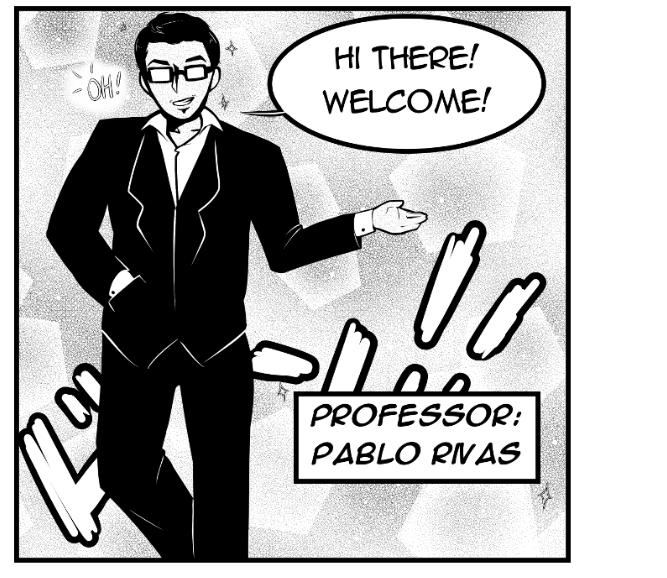 OH!
HI THERE!
WELCOME!
PROFESSOR:
PABLO RIVAS